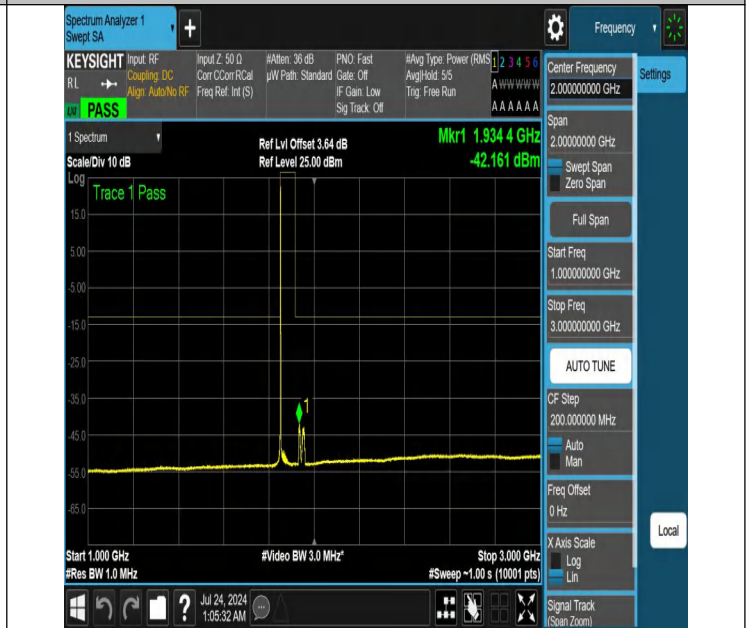 Spectrum Analyzer 1
Swept SA
+
Frequency
KEYSIGHT
RL
LXI
PASS
Input: RF
Coupling: DC
Align: Auto/No RF
Input Z: 50 Ω
Corr CCorr RCal
Freq Ref: Int (S)
#Atten: 36 dB
µW Path: Standard
PNO: Fast
Gate: Off
IF Gain: Low
Sig Track: Off
#Avg Type: Power (RMS
Avg|Hold: 5/5
Trig: Free Run
1 2 3 4 5 6
A W W W W W
A A A A A A
1 Spectrum
Scale/Div 10 dB
Ref Lvl Offset 3.64 dB
Ref Level 25.00 dBm
Mkr1 1.934 4 GHz
-42.161 dBm
Log
Trace 1 Pass
15.0
5.00
-5.00
-15.0
-25.0
-35.0
-45.0
-55.0
-65.0
1
Start 1.000 GHz
#Res BW 1.0 MHz
#Video BW 3.0 MHz*
Stop 3.000 GHz
#Sweep ~1.00 s (10001 pts)
Center Frequency
2.000000000 GHz
Span
2.00000000 GHz
Swept Span
Zero Span
Full Span
Start Freq
1.000000000 GHz
Stop Freq
3.000000000 GHz
AUTO TUNE
CF Step
200.000000 MHz
Auto
Man
Freq Offset
0 Hz
X Axis Scale
Log
Lin
Signal Track
(Span Zoom)
Settings
Local
?
Jul 24, 2024
1:05:32 AM